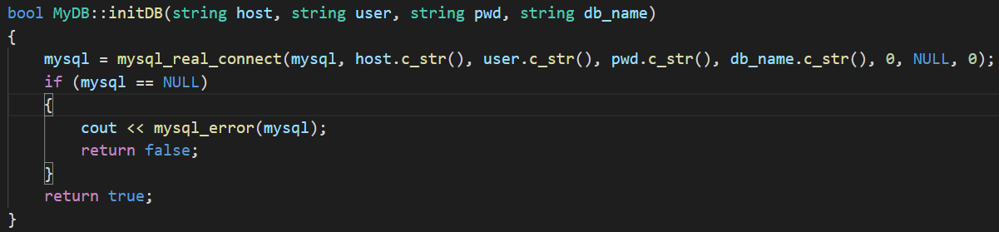 bool MyDB::initDB(string host, string user, string pwd, string db_name)
{
    mysql = mysql_real_connect(mysql, host.c_str(), user.c_str(), pwd.c_str(), db_name.c_str(), 0, NULL, 0);
    if (mysql == NULL)
    {
        cout << mysql_error(mysql);
        return false;
    }
    return true;
}